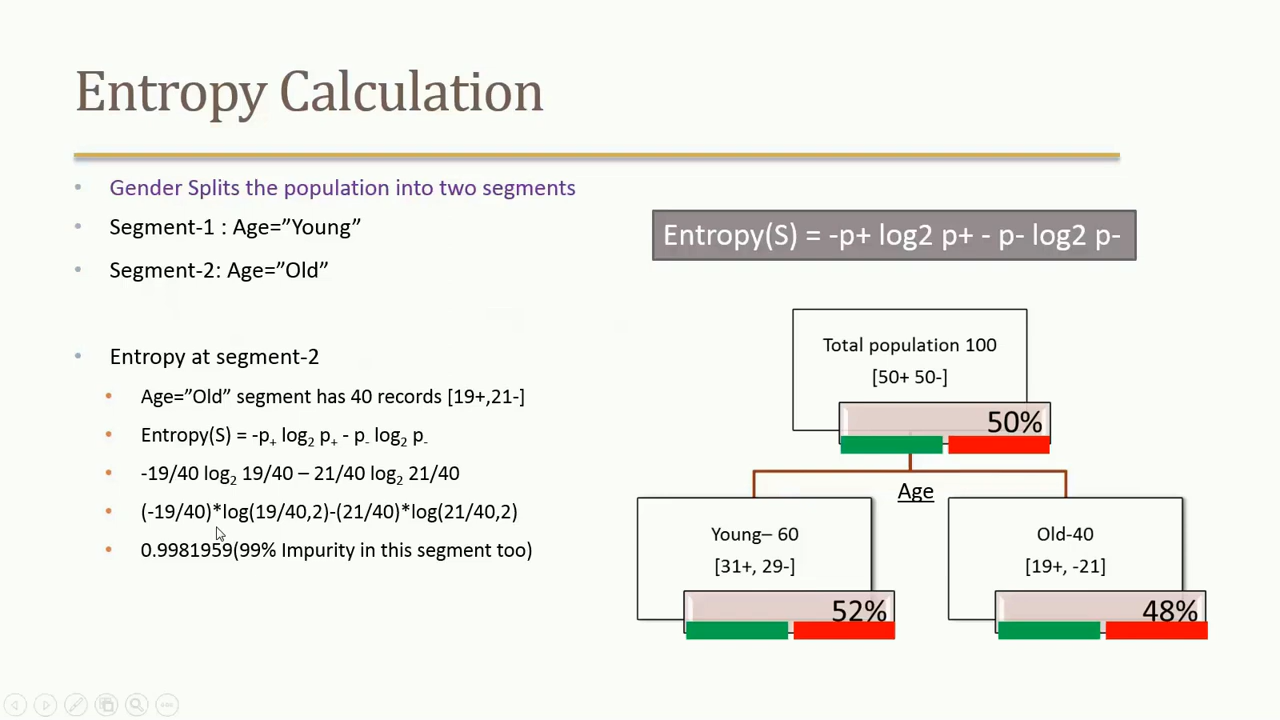 Entropy Calculation
• Gender Splits the population into two segments
• Segment-1 : Age=”Young”
• Segment-2: Age=”Old”
• Entropy at segment-2
• Age=”Old” segment has 40 records [19+,21-]
• Entropy(S) = -p₊ log₂ p₊ - p₋ log₂ p₋
• -19/40 log₂ 19/40 – 21/40 log₂ 21/40
• (-19/40)*log(19/40,2)-(21/40)*log(21/40,2)
• 0.9981959(99% Impurity in this segment too)
Entropy(S) = -p+ log2 p+ - p- log2 p-
Total population 100
[50+ 50-]
50%
Age
Young– 60
[31+, 29-]
52%
Old-40
[19+, -21]
48%